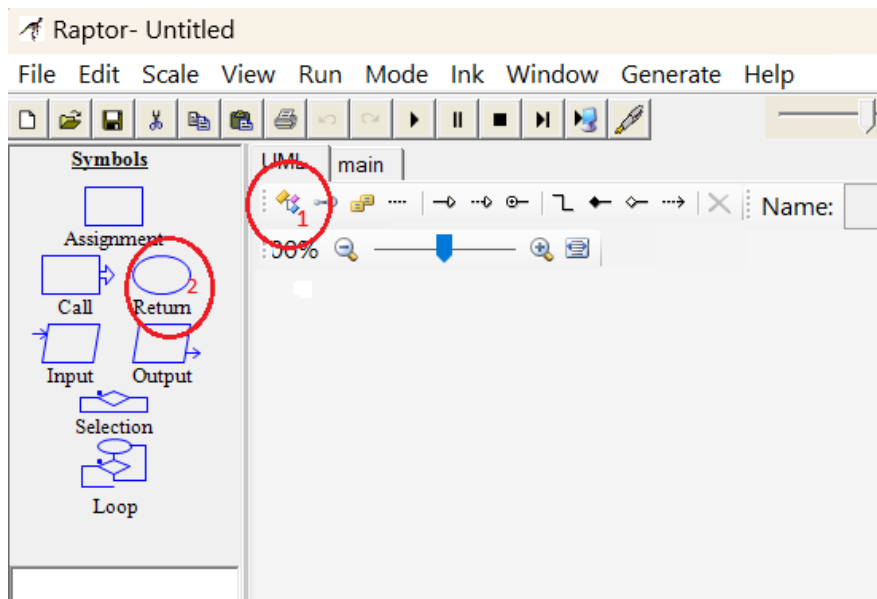 Raptor- Untitled
File Edit Scale View Run Mode Ink Window Generate Help
Symbols
UML main
1
Name:
Assignment
00%
2
Call Return
Input Output
Selection
Loop